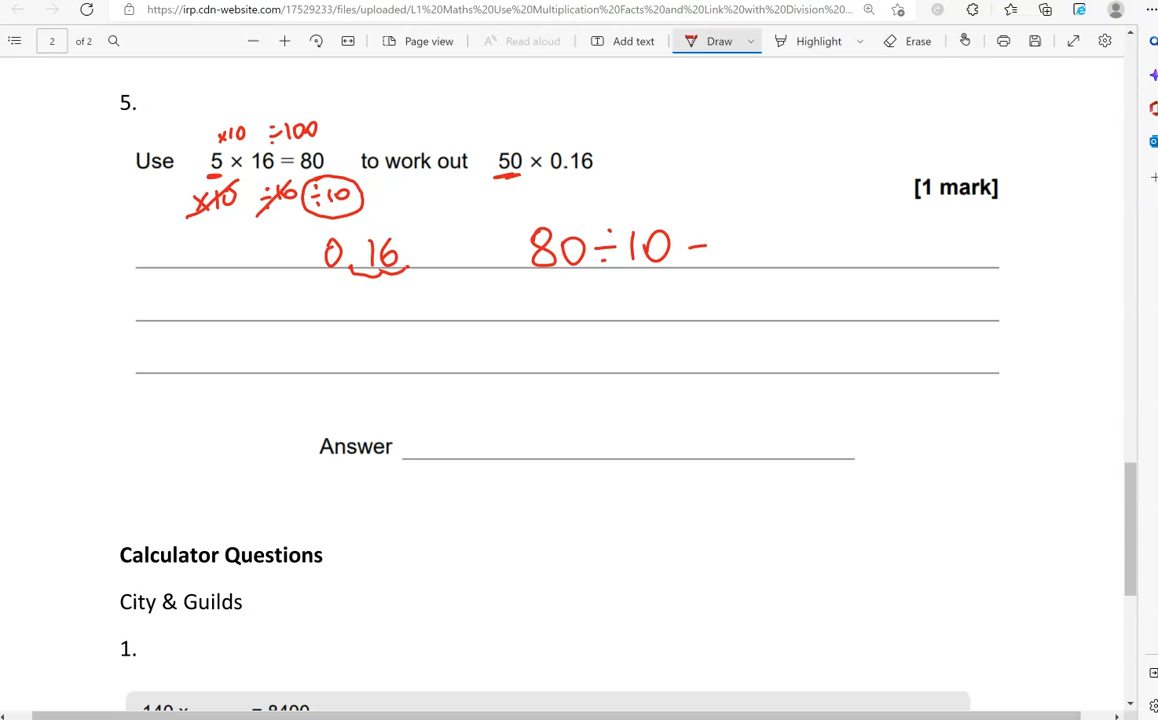 https://irp.cdn-website.com/17529233/files/uploaded/L1%20Maths%20Use%20Multiplication%20Facts%20and%20Link%20with%20Division%20...
2 of 2
Page view
Read aloud
Add text
Draw
Highlight
Erase
5.
×10 ÷100
Use 5 × 16 = 80 to work out 50 × 0.16
×10 ÷10 ÷10
[1 mark]
0.16 80÷10 -
Answer
Calculator Questions
City & Guilds
1.
140 × = 8400